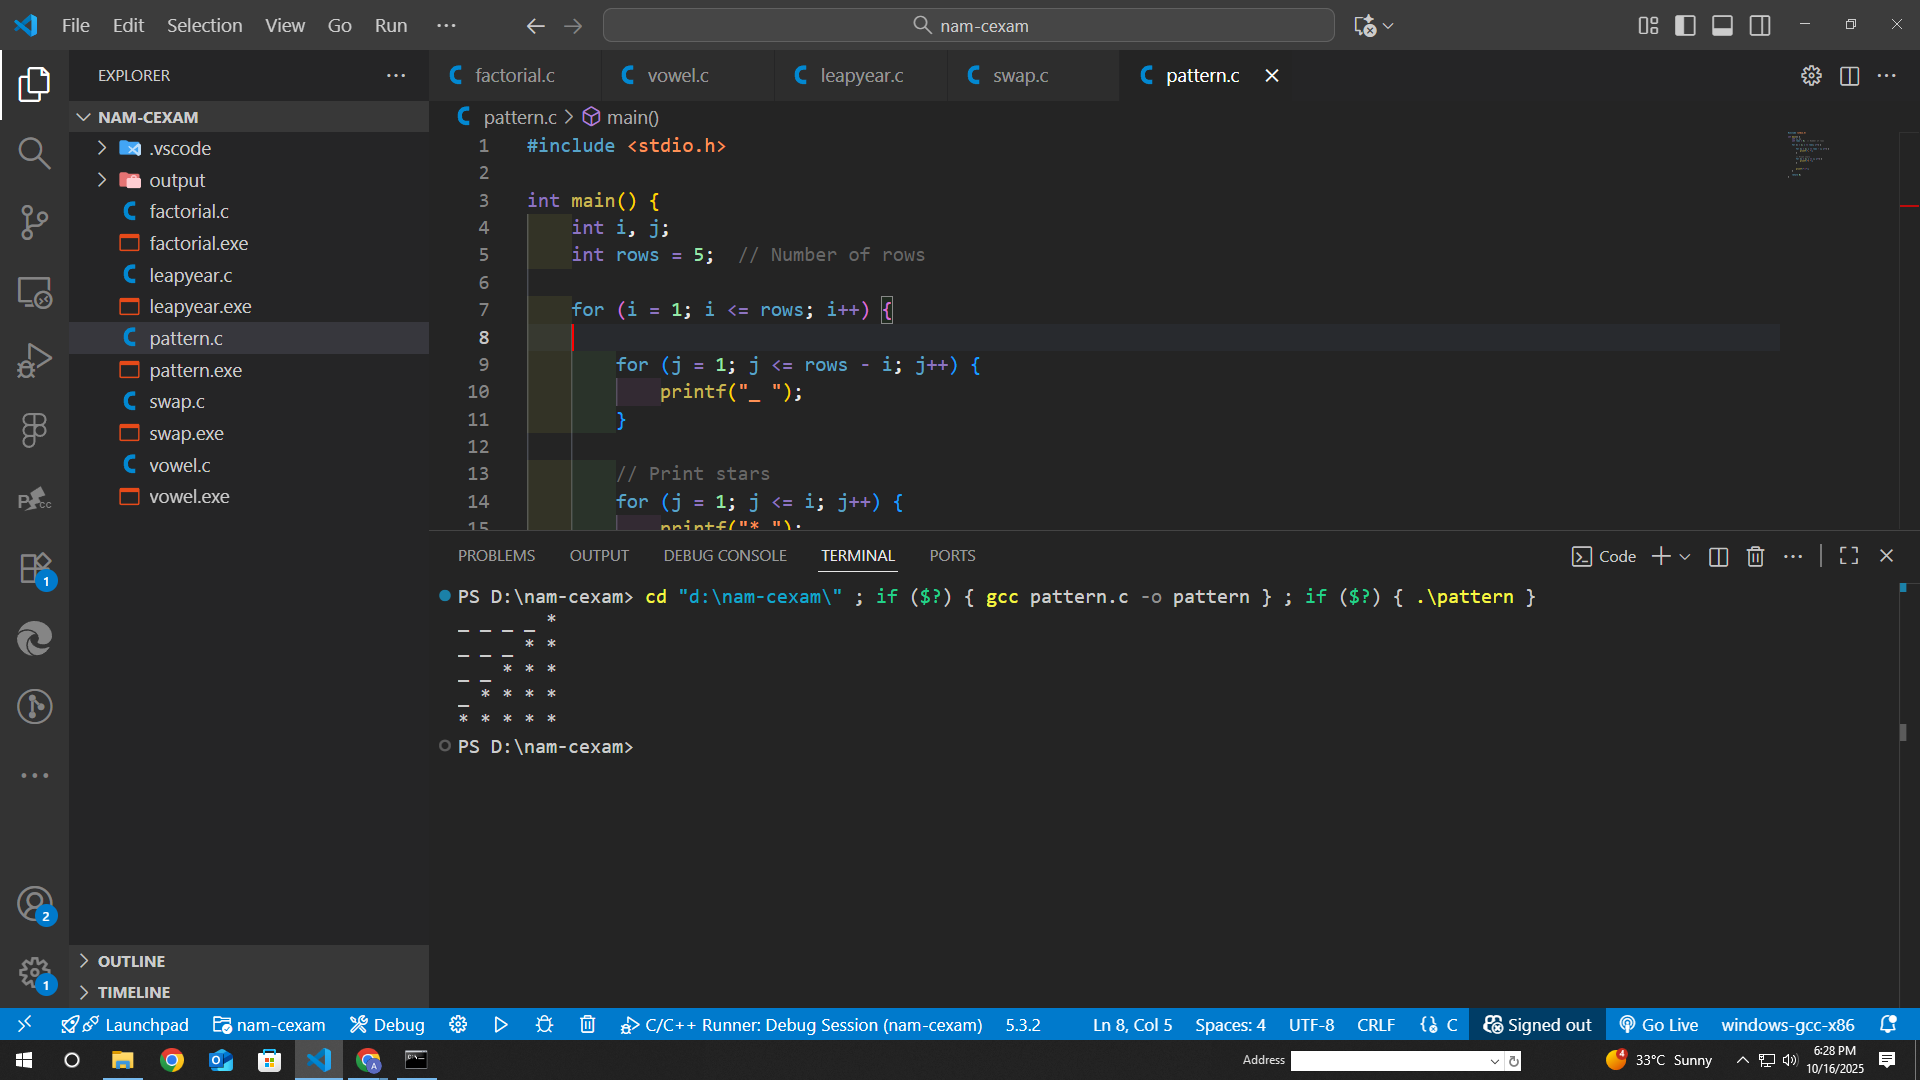 File Edit Selection View Go Run ··· nam-cexam
EXPLORER ···
NAM-CEXAM
.vscode
output
factorial.c
factorial.exe
leapyear.c
leapyear.exe
pattern.c
pattern.exe
swap.c
swap.exe
vowel.c
vowel.exe
OUTLINE
TIMELINE
factorial.c vowel.c leapyear.c swap.c pattern.c
pattern.c > main()
1 #include <stdio.h>
2
3 int main() {
4 int i, j;
5 int rows = 5; // Number of rows
6
7 for (i = 1; i <= rows; i++) {
8
9 for (j = 1; j <= rows - i; j++) {
10 printf("_ ");
11 }
12
13 // Print stars
14 for (j = 1; j <= i; j++) {
15 printf("* ");
PROBLEMS OUTPUT DEBUG CONSOLE TERMINAL PORTS Code
PS D:\nam-cexam> cd "d:\nam-cexam\" ; if ($?) { gcc pattern.c -o pattern } ; if ($?) { .\pattern }
_ _ _ _ *
_ _ _ * *
_ _ * * *
_ * * * *
* * * * *
PS D:\nam-cexam>
P cc
1
2
1
Launchpad nam-cexam Debug C/C++ Runner: Debug Session (nam-cexam) 5.3.2 Ln 8, Col 5 Spaces: 4 UTF-8 CRLF {} C Signed out Go Live windows-gcc-x86
A Address 4 33°C Sunny 6:28 PM
10/16/2025